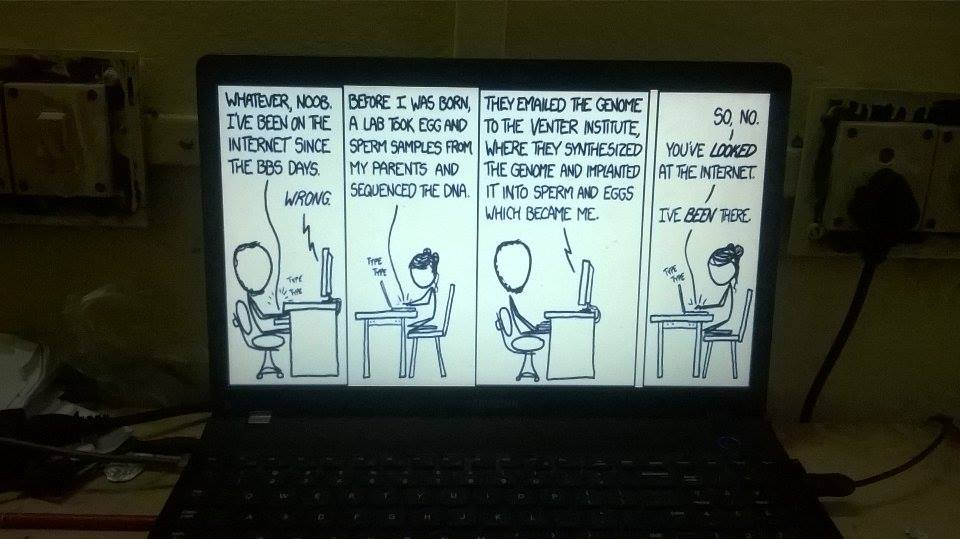 WHATEVER, NOOB.
I'VE BEEN ON THE
INTERNET SINCE
THE BBS DAYS.
WRONG.
TYPE
TYPE
BEFORE I WAS BORN,
A LAB TOOK EGG AND
SPERM SAMPLES FROM
MY PARENTS AND
SEQUENCED THE DNA.
TYPE
TYPE
THEY EMAILED THE GENOME
TO THE VENTER INSTITUTE,
WHERE THEY SYNTHESIZED
THE GENOME AND IMPLANTED
IT INTO SPERM AND EGGS
WHICH BECAME ME.
SO, NO.
YOU'VE LOOKED
AT THE INTERNET.
I'VE BEEN THERE.
TYPE
TYPE
Q W E R T Y U I O P
A S D F G H J K L